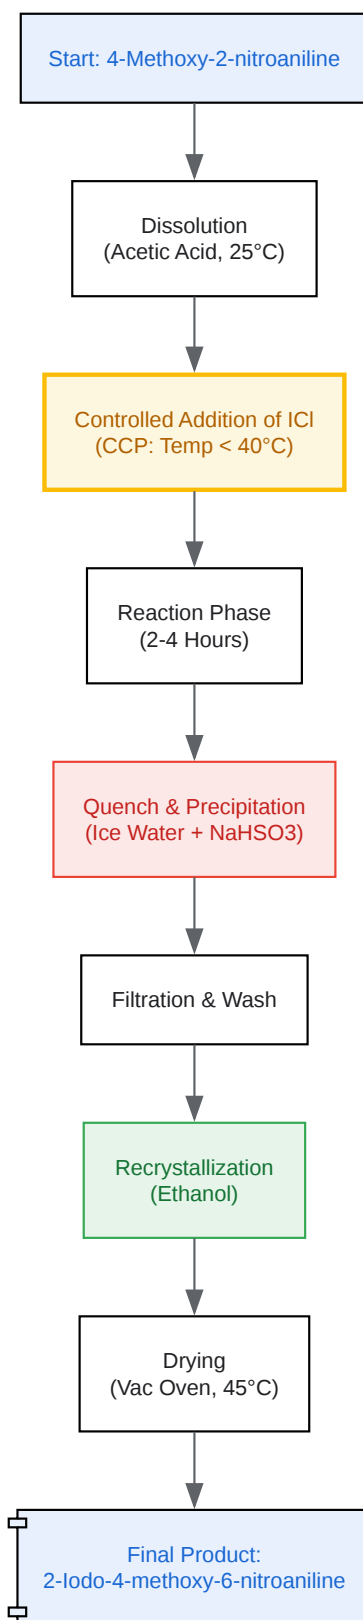 Start: 4-Methoxy-2-nitroaniline
Dissolution
(Acetic Acid, 25°C)
Controlled Addition of ICl
(CCP: Temp < 40°C)
Reaction Phase
(2-4 Hours)
Quench & Precipitation
(Ice Water + NaHSO3)
Filtration & Wash
Recrystallization
(Ethanol)
Drying
(Vac Oven, 45°C)
Final Product:
2-Iodo-4-methoxy-6-nitroaniline